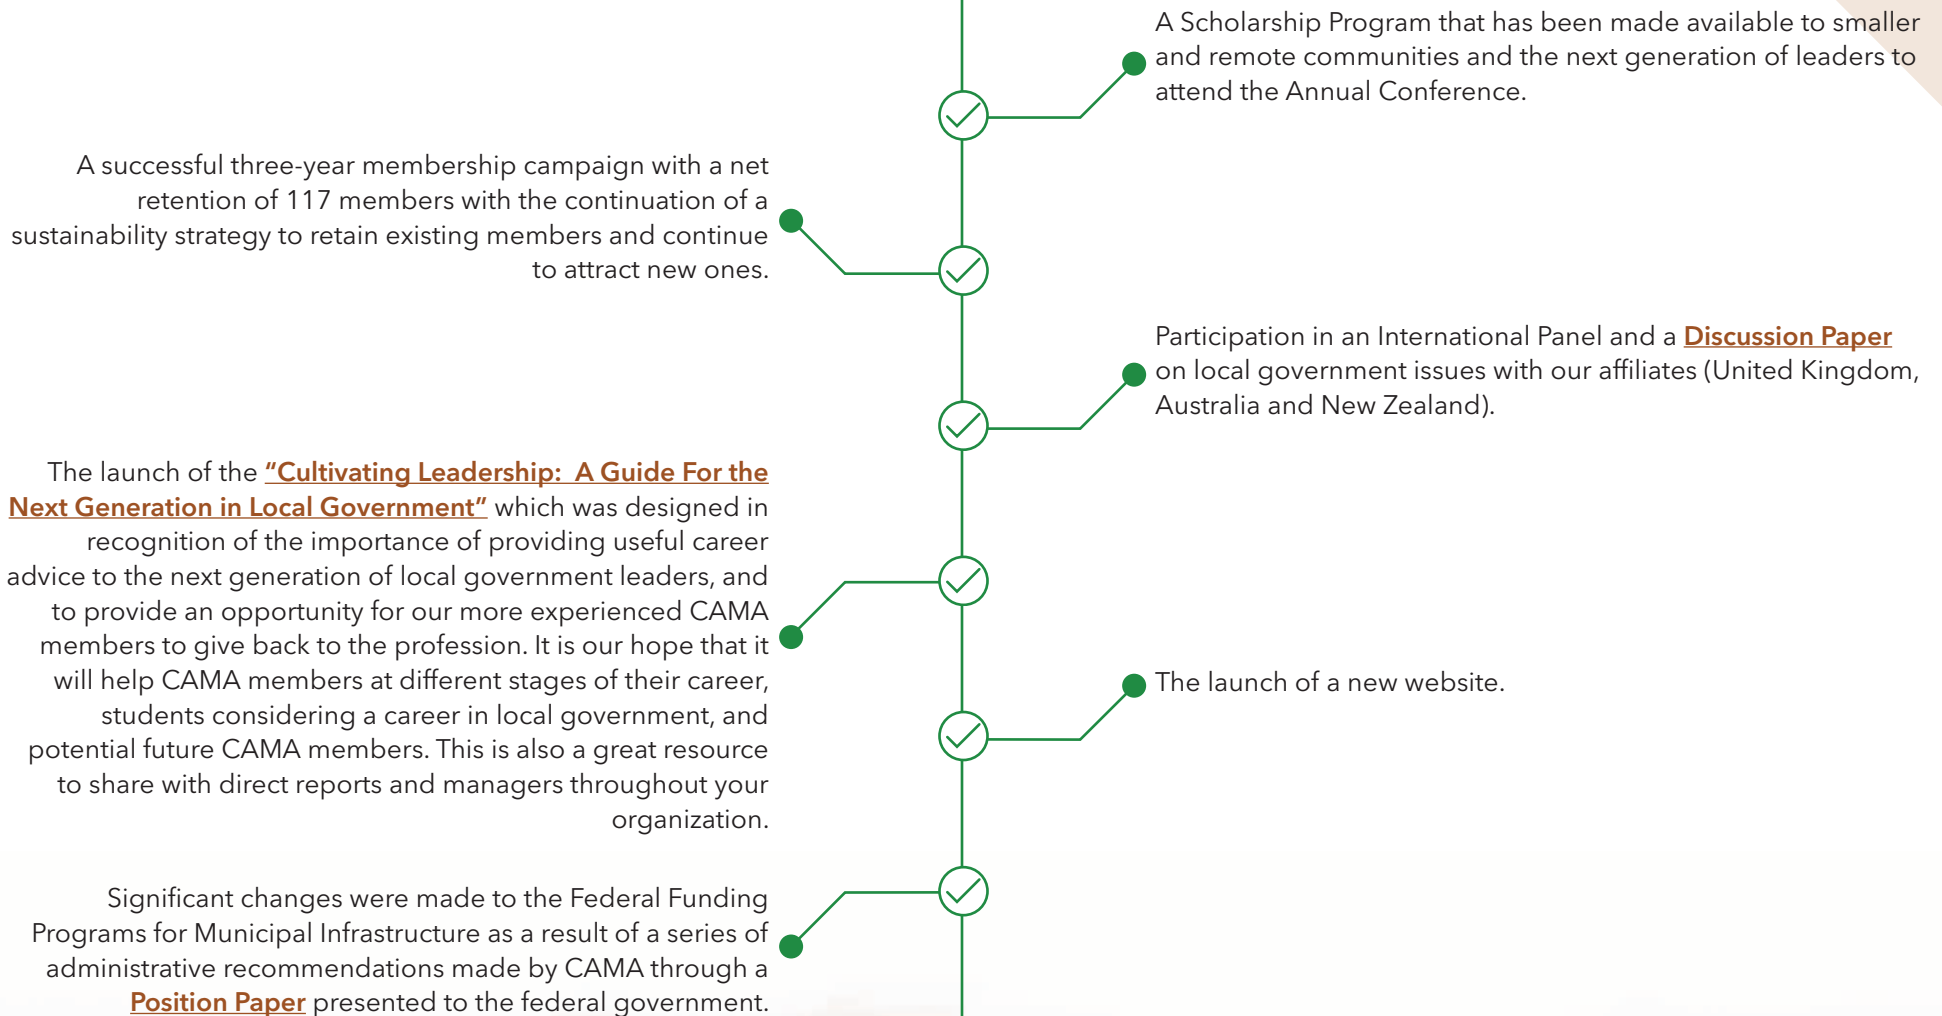 A Scholarship Program that has been made available to smaller
and remote communities and the next generation of leaders to
attend the Annual Conference.
A successful three-year membership campaign with a net
retention of 117 members with the continuation of a
sustainability strategy to retain existing members and continue
to attract new ones.
Participation in an International Panel and a Discussion Paper
on local government issues with our affiliates (United Kingdom,
Australia and New Zealand).
The launch of the “Cultivating Leadership:  A Guide For the
Next Generation in Local Government” which was designed in
recognition of the importance of providing useful career
advice to the next generation of local government leaders, and
to provide an opportunity for our more experienced CAMA
members to give back to the profession. It is our hope that it
will help CAMA members at different stages of their career,
students considering a career in local government, and
potential future CAMA members. This is also a great resource
to share with direct reports and managers throughout your
organization.
The launch of a new website.
Significant changes were made to the Federal Funding
Programs for Municipal Infrastructure as a result of a series of
administrative recommendations made by CAMA through a
Position Paper presented to the federal government.